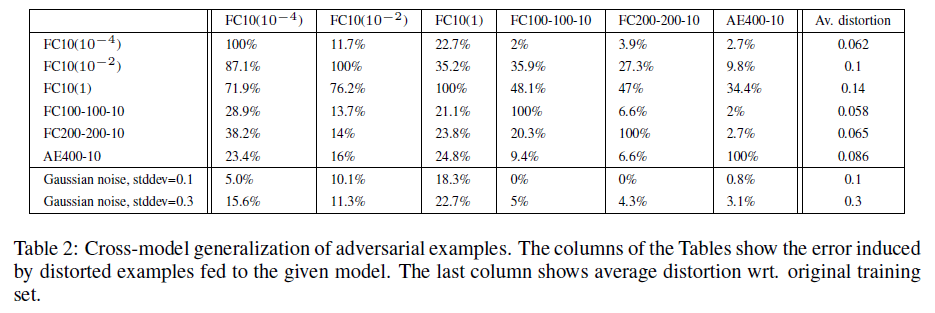 FC10(10−4) FC10(10−2) FC10(1) FC100-100-10 FC200-200-10 AE400-10 Av. distortion
FC10(10−4) 100% 11.7% 22.7% 2% 3.9% 2.7% 0.062
FC10(10−2) 87.1% 100% 35.2% 35.9% 27.3% 9.8% 0.1
FC10(1) 71.9% 76.2% 100% 48.1% 47% 34.4% 0.14
FC100-100-10 28.9% 13.7% 21.1% 100% 6.6% 2% 0.058
FC200-200-10 38.2% 14% 23.8% 20.3% 100% 2.7% 0.065
AE400-10 23.4% 16% 24.8% 9.4% 6.6% 100% 0.086
Gaussian noise, stddev=0.1 5.0% 10.1% 18.3% 0% 0% 0.8% 0.1
Gaussian noise, stddev=0.3 15.6% 11.3% 22.7% 5% 4.3% 3.1% 0.3
Table 2: Cross-model generalization of adversarial examples. The columns of the Tables show the error induced
by distorted examples fed to the given model. The last column shows average distortion wrt. original training
set.